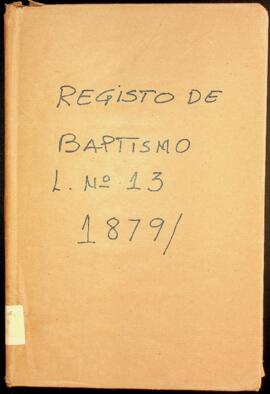 REGISTO DE
BAPTISMO
L. Nº 13
1879/